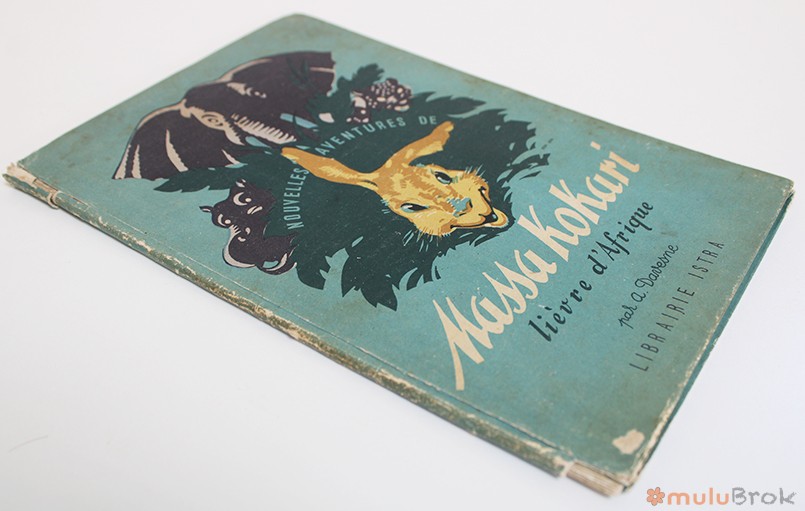 NOUVELLES AVENTURES DE
Massa Kokari
lièvre d'Afrique
par A. Davesne
LIBRAIRIE ISTRA
muluBrok